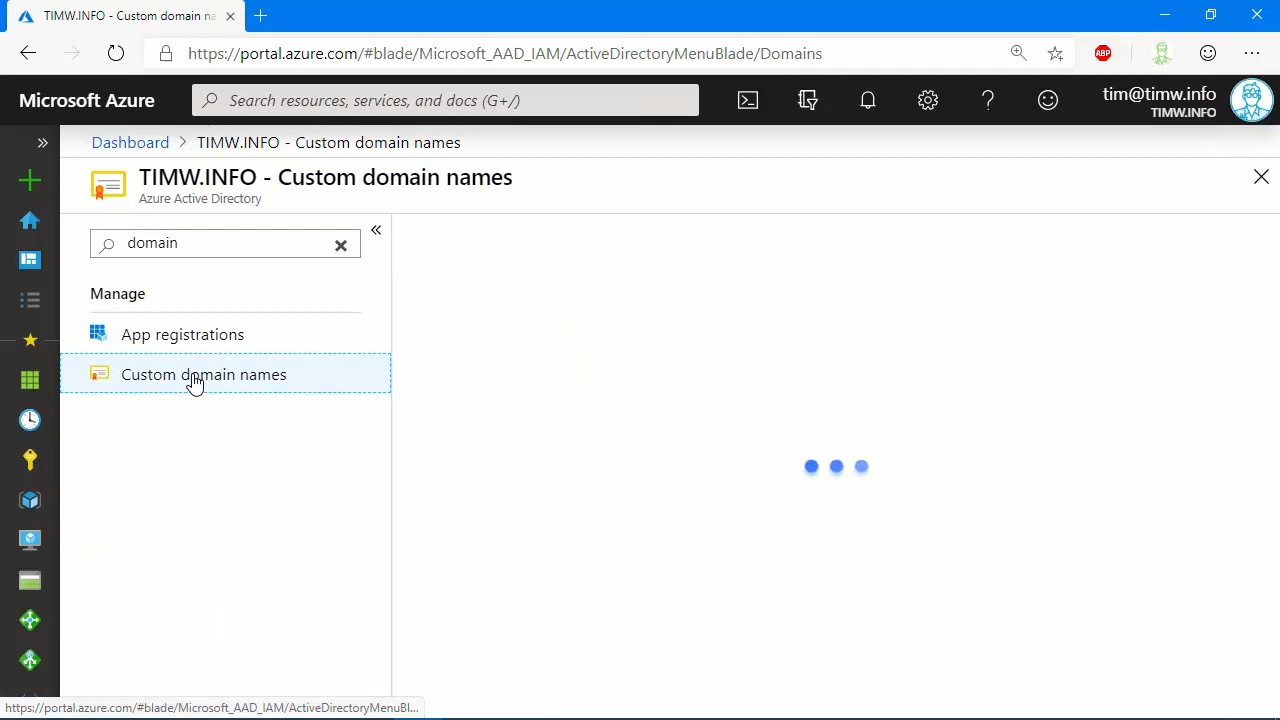 TIMW.INFO - Custom domain na
https://portal.azure.com/#blade/Microsoft_AAD_IAM/ActiveDirectoryMenuBlade/Domains
ABP
Microsoft Azure
Search resources, services, and docs (G+/)
tim@timw.info
TIMW.INFO
Dashboard > TIMW.INFO - Custom domain names
TIMW.INFO - Custom domain names
Azure Active Directory
domain
Manage
App registrations
Custom domain names
https://portal.azure.com/#blade/Microsoft_AAD_IAM/ActiveDirectoryMenuBl...